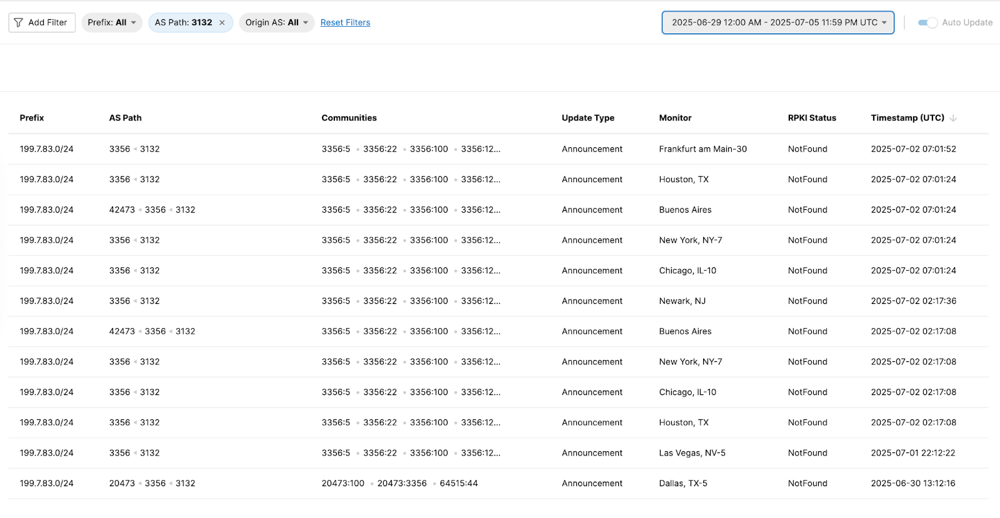 Add Filter Prefix: All AS Path: 3132 × Origin AS: All Reset Filters 2025-06-29 12:00 AM - 2025-07-05 11:59 PM UTC Auto Update
Prefix AS Path Communities Update Type Monitor RPKI Status Timestamp (UTC)
199.7.83.0/24 3356 3132 3356:5 3356:22 3356:100 3356:12... Announcement Frankfurt am Main-30 NotFound 2025-07-02 07:01:52
199.7.83.0/24 3356 3132 3356:5 3356:22 3356:100 3356:12... Announcement Houston, TX NotFound 2025-07-02 07:01:24
199.7.83.0/24 42473 3356 3132 3356:5 3356:22 3356:100 3356:12... Announcement Buenos Aires NotFound 2025-07-02 07:01:24
199.7.83.0/24 3356 3132 3356:5 3356:22 3356:100 3356:12... Announcement New York, NY-7 NotFound 2025-07-02 07:01:24
199.7.83.0/24 3356 3132 3356:5 3356:22 3356:100 3356:12... Announcement Chicago, IL-10 NotFound 2025-07-02 07:01:24
199.7.83.0/24 3356 3132 3356:5 3356:22 3356:100 3356:12... Announcement Newark, NJ NotFound 2025-07-02 02:17:36
199.7.83.0/24 42473 3356 3132 3356:5 3356:22 3356:100 3356:12... Announcement Buenos Aires NotFound 2025-07-02 02:17:08
199.7.83.0/24 3356 3132 3356:5 3356:22 3356:100 3356:12... Announcement New York, NY-7 NotFound 2025-07-02 02:17:08
199.7.83.0/24 3356 3132 3356:5 3356:22 3356:100 3356:12... Announcement Chicago, IL-10 NotFound 2025-07-02 02:17:08
199.7.83.0/24 3356 3132 3356:5 3356:22 3356:100 3356:12... Announcement Houston, TX NotFound 2025-07-02 02:17:08
199.7.83.0/24 3356 3132 3356:5 3356:22 3356:100 3356:12... Announcement Las Vegas, NV-5 NotFound 2025-07-01 22:12:22
199.7.83.0/24 20473 3356 3132 20473:100 20473:3356 64515:44 Announcement Dallas, TX-5 NotFound 2025-06-30 13:12:16